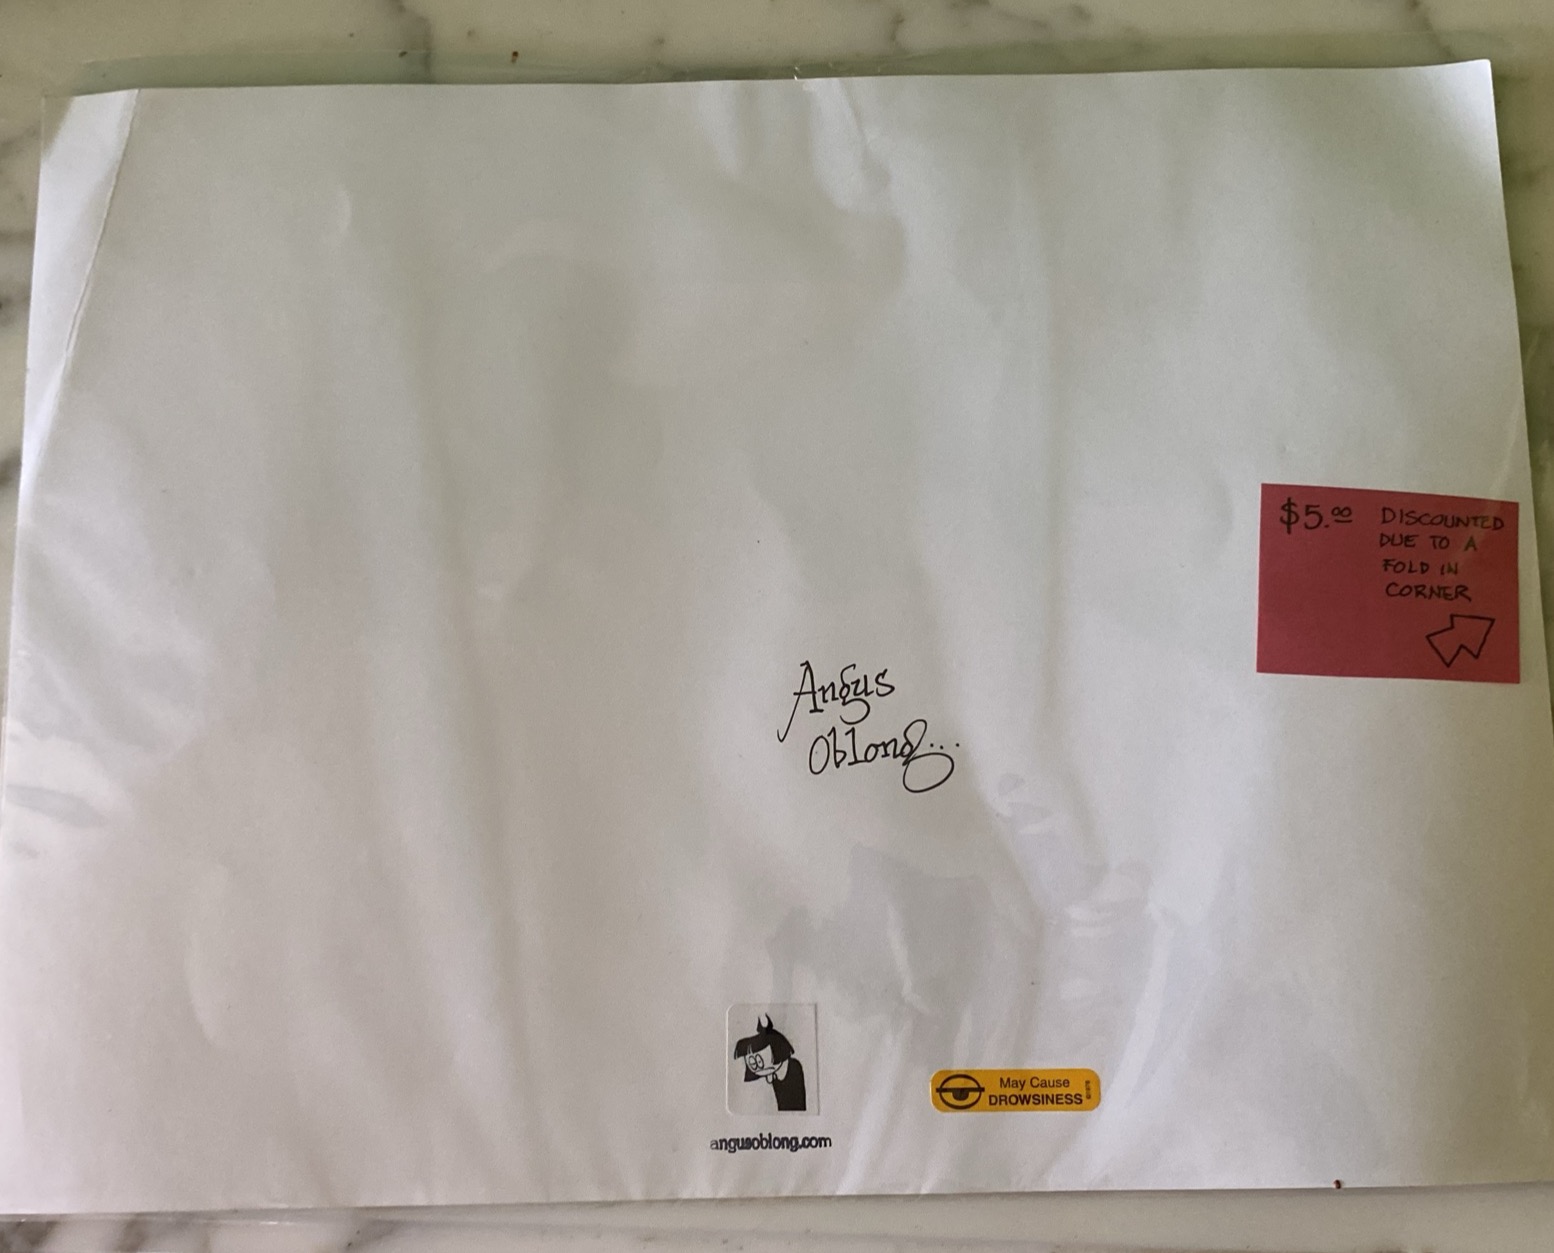 $5.00 DISCOUNTED
DUE TO A
FOLD IN
CORNER
Angus
Oblong...
May Cause
DROWSINESS
angusoblong.com